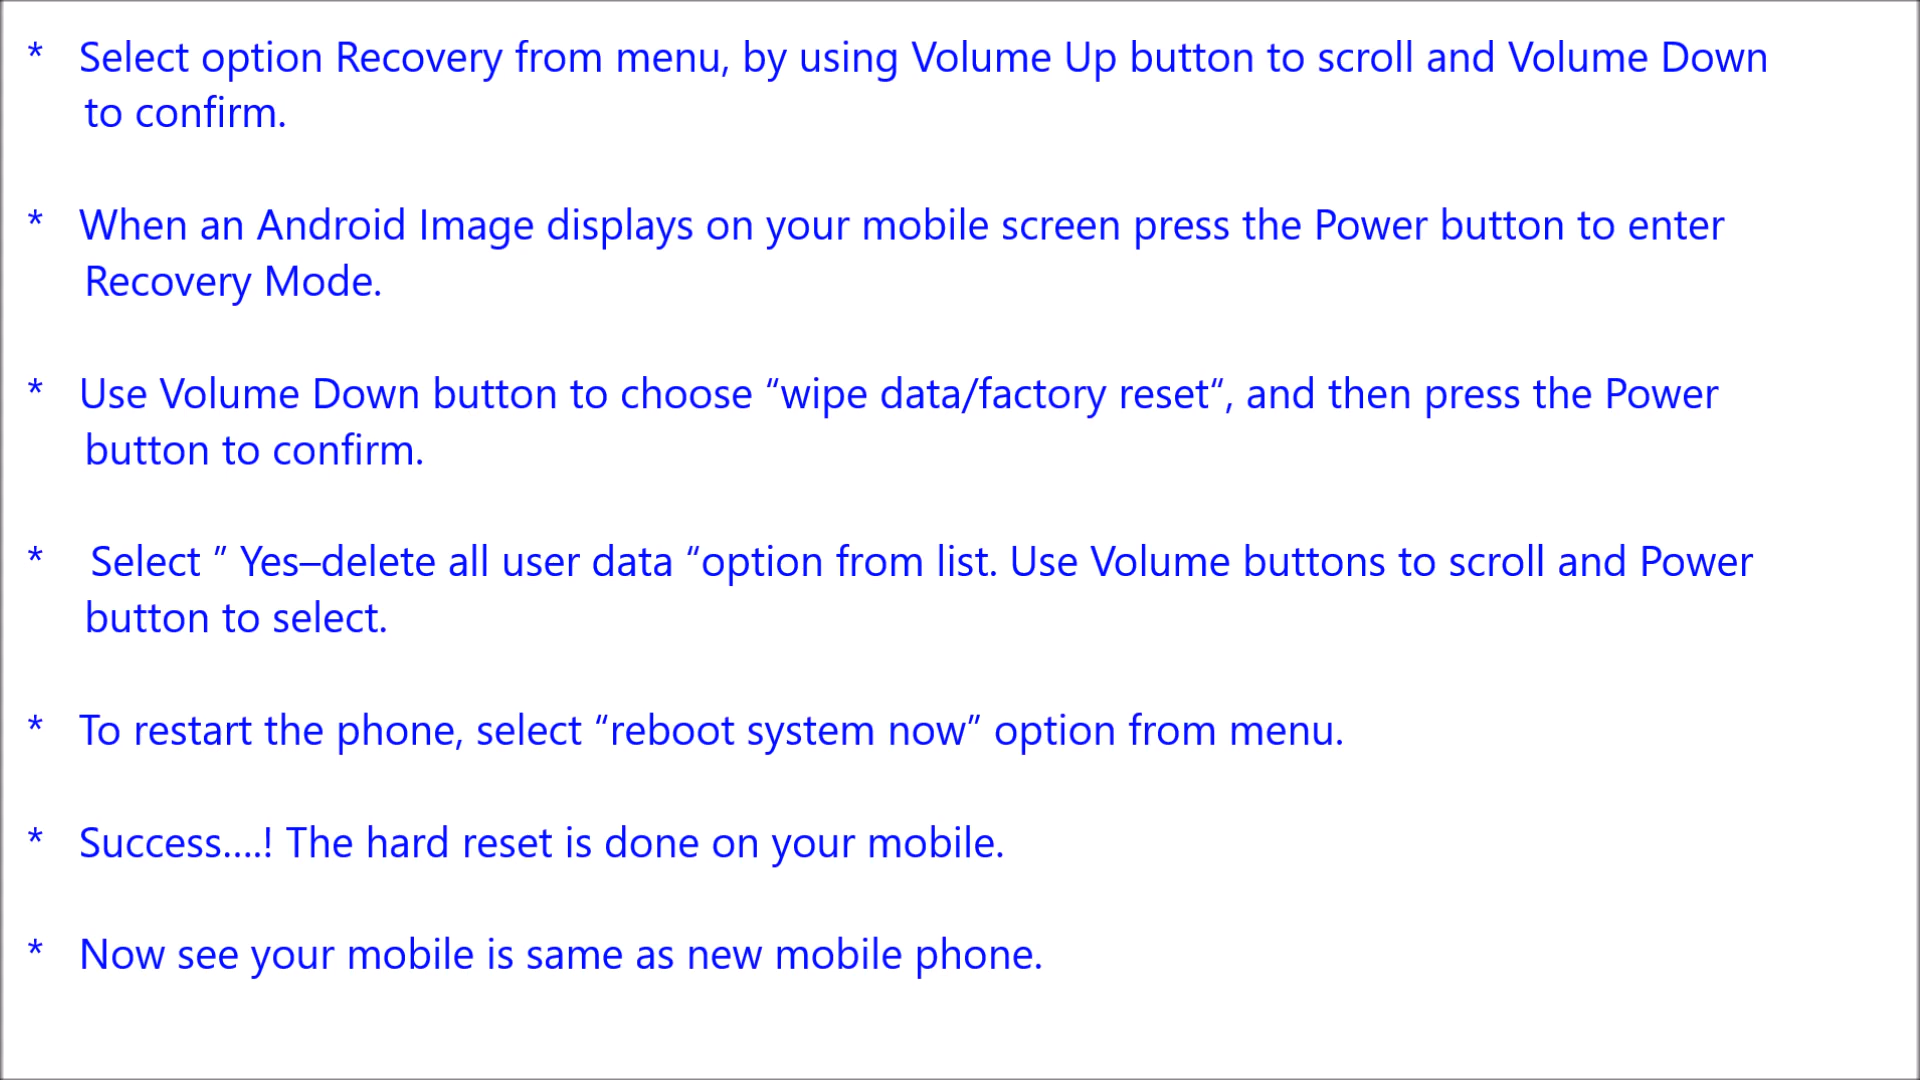 * Select option Recovery from menu, by using Volume Up button to scroll and Volume Down
to confirm.
* When an Android Image displays on your mobile screen press the Power button to enter
Recovery Mode.
* Use Volume Down button to choose “wipe data/factory reset“, and then press the Power
button to confirm.
* Select ” Yes–delete all user data “option from list. Use Volume buttons to scroll and Power
button to select.
* To restart the phone, select “reboot system now” option from menu.
* Success....! The hard reset is done on your mobile.
* Now see your mobile is same as new mobile phone.